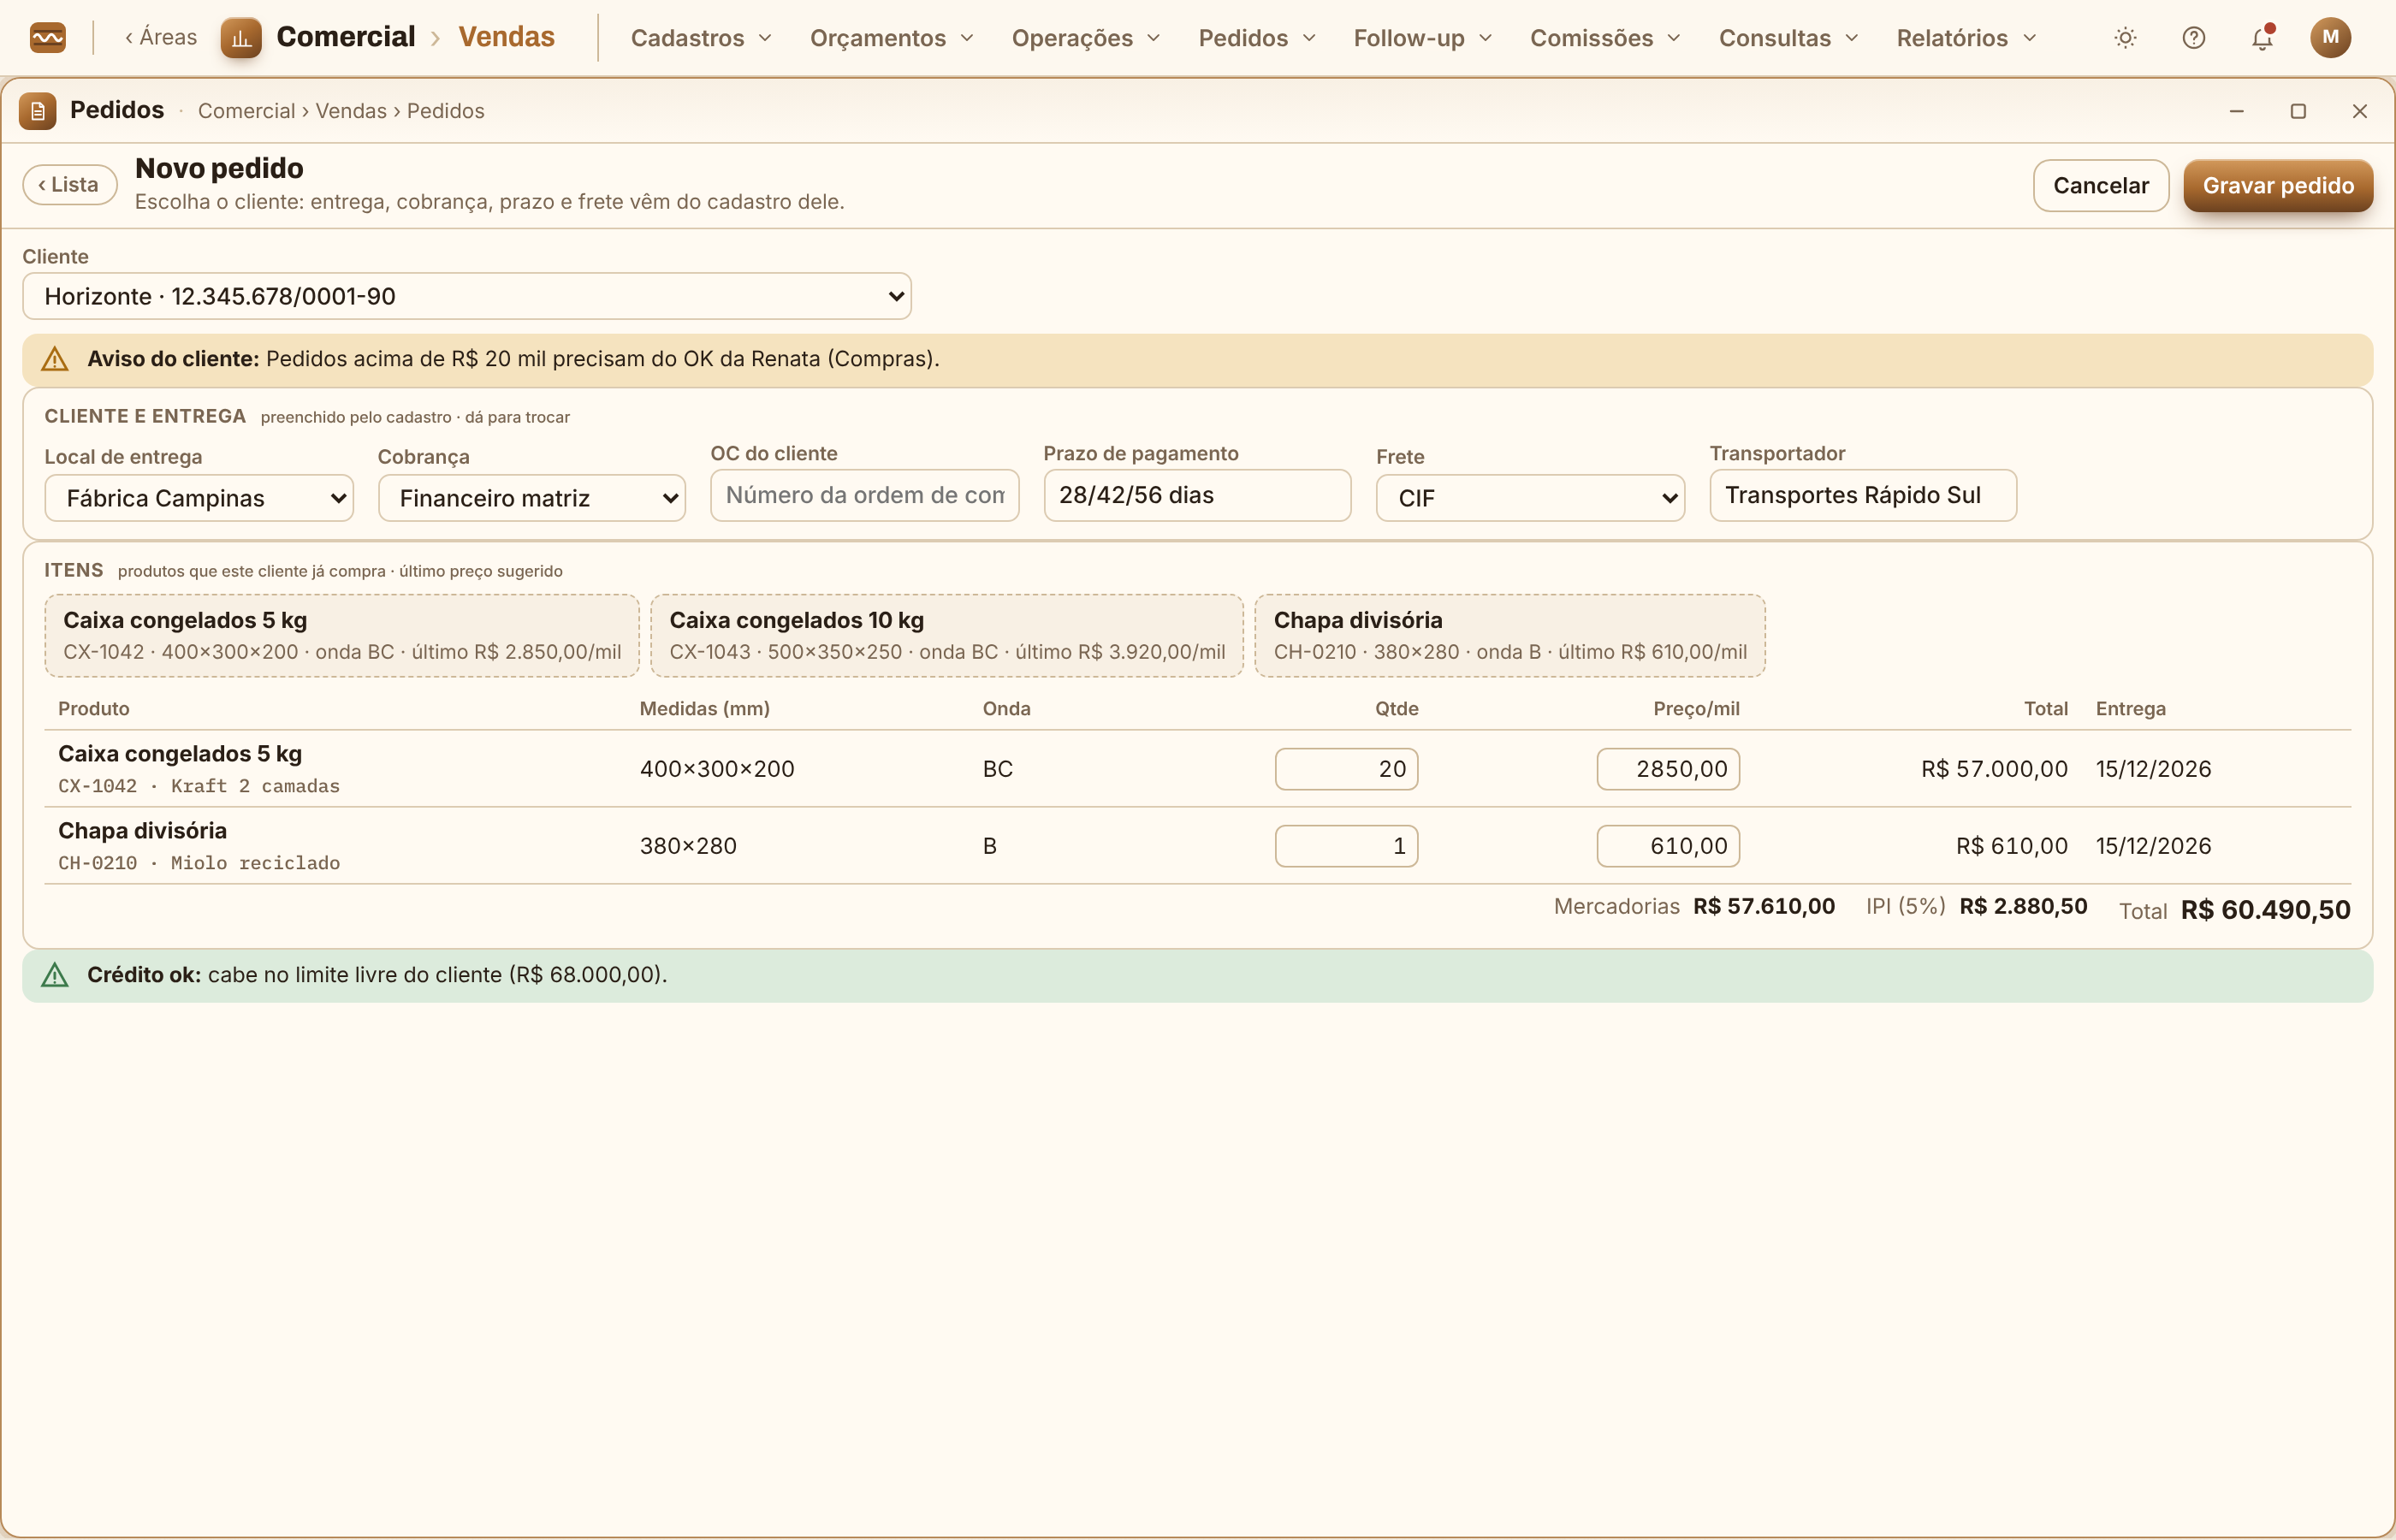 ‹ Áreas Comercial › Vendas Cadastros Orçamentos Operações Pedidos Follow-up Comissões Consultas Relatórios M
Pedidos · Comercial › Vendas › Pedidos
‹ Lista
Novo pedido
Escolha o cliente: entrega, cobrança, prazo e frete vêm do cadastro dele.
Cancelar Gravar pedido
Cliente
Horizonte · 12.345.678/0001-90
Aviso do cliente: Pedidos acima de R$ 20 mil precisam do OK da Renata (Compras).
CLIENTE E ENTREGA preenchido pelo cadastro · dá para trocar
Local de entrega Cobrança OC do cliente Prazo de pagamento Frete Transportador
Fábrica Campinas Financeiro matriz Número da ordem de com 28/42/56 dias CIF Transportes Rápido Sul
ITENS produtos que este cliente já compra · último preço sugerido
Caixa congelados 5 kg Caixa congelados 10 kg Chapa divisória
CX-1042 · 400×300×200 · onda BC · último R$ 2.850,00/mil CX-1043 · 500×350×250 · onda BC · último R$ 3.920,00/mil CH-0210 · 380×280 · onda B · último R$ 610,00/mil
Produto Medidas (mm) Onda Qtde Preço/mil Total Entrega
Caixa congelados 5 kg
CX-1042 · Kraft 2 camadas
400×300×200 BC 20 2850,00 R$ 57.000,00 15/12/2026
Chapa divisória
CH-0210 · Miolo reciclado
380×280 B 1 610,00 R$ 610,00 15/12/2026
Mercadorias R$ 57.610,00 IPI (5%) R$ 2.880,50 Total R$ 60.490,50
Crédito ok: cabe no limite livre do cliente (R$ 68.000,00).